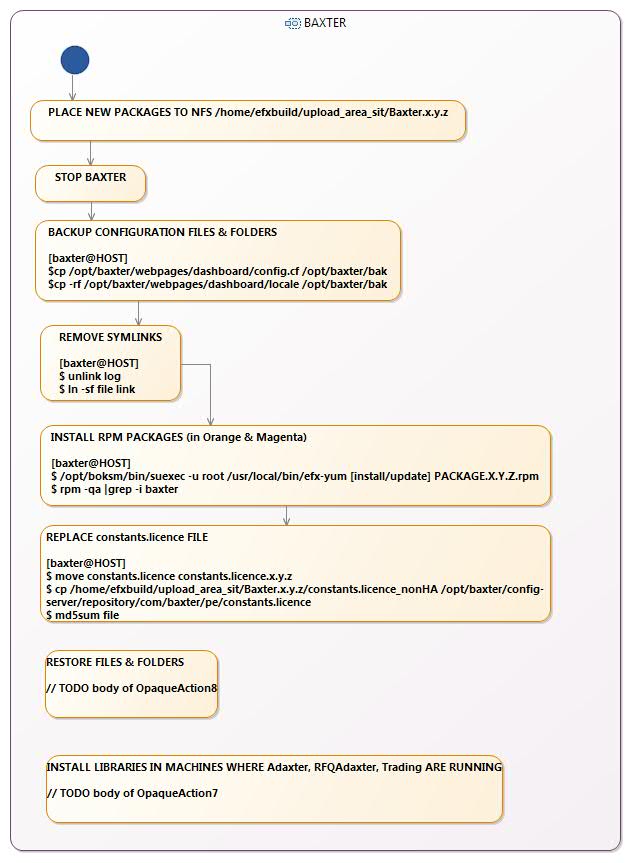 BAXTER
PLACE NEW PACKAGES TO NFS /home/efxbuild/upload_area_sit/Baxter.x.y.z
STOP BAXTER
BACKUP CONFIGURATION FILES & FOLDERS
[baxter@HOST]
$cp /opt/baxter/webpages/dashboard/config.cf /opt/baxter/bak
$cp -rf /opt/baxter/webpages/dashboard/locale /opt/baxter/bak
REMOVE SYMLINKS
[baxter@HOST]
$ unlink log
$ ln -sf file link
INSTALL RPM PACKAGES (in Orange & Magenta)
[baxter@HOST]
$ /opt/boksm/bin/suexec -u root /usr/local/bin/efx-yum [install/update] PACKAGE.X.Y.Z.rpm
$ rpm -qa |grep -i baxter
REPLACE constants.licence FILE
[baxter@HOST]
$ move constants.licence constants.licence.x.y.z
$ cp /home/efxbuild/upload_area_sit/Baxter.x.y.z/constants.licence_nonHA /opt/baxter/config-
server/repository/com/baxter/pe/constants.licence
$ md5sum file
RESTORE FILES & FOLDERS
// TODO body of OpaqueAction8
INSTALL LIBRARIES IN MACHINES WHERE Adaxter, RFQAdaxter, Trading ARE RUNNING
// TODO body of OpaqueAction7